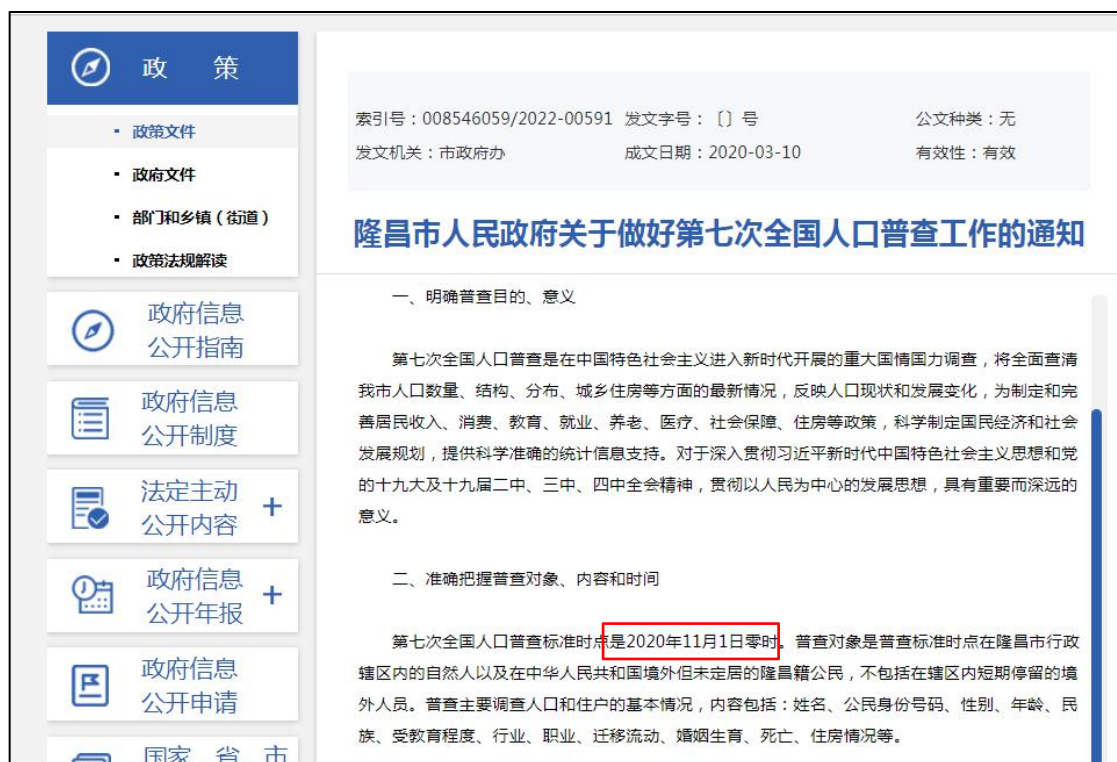 政 策
政策文件
政府文件
部门和乡镇（街道）
政策法规解读
政府信息
公开指南
政府信息
公开制度
法定主动
公开内容
政府信息
公开年报
政府信息
公开申请
国家 省 市
索引号：008546059/2022-00591 发文字号：〔〕号 公文种类：无
发文机关：市政府办 成文日期：2020-03-10 有效性：有效
隆昌市人民政府关于做好第七次全国人口普查工作的通知
一、明确普查目的、意义
第七次全国人口普查是在中国特色社会主义进入新时代开展的重大国情国力调查，将全面查清
我市人口数量、结构、分布、城乡住房等方面的最新情况，反映人口现状和发展变化，为制定和完
善居民收入、消费、教育、就业、养老、医疗、社会保障、住房等政策，科学制定国民经济和社会
发展规划，提供科学准确的统计信息支持。对于深入贯彻习近平新时代中国特色社会主义思想和党
的十九大及十九届二中、三中、四中全会精神，贯彻以人民为中心的发展思想，具有重要而深远的
意义。
二、准确把握普查对象、内容和时间
第七次全国人口普查标准时点是2020年11月1日零时。普查对象是普查标准时点在隆昌市行政
辖区内的自然人以及在中华人民共和国境外但未定居的隆昌籍公民，不包括在辖区内短期停留的境
外人员。普查主要调查人口和住户的基本情况，内容包括：姓名、公民身份号码、性别、年龄、民
族、受教育程度、行业、职业、迁移流动、婚姻生育、死亡、住房情况等。